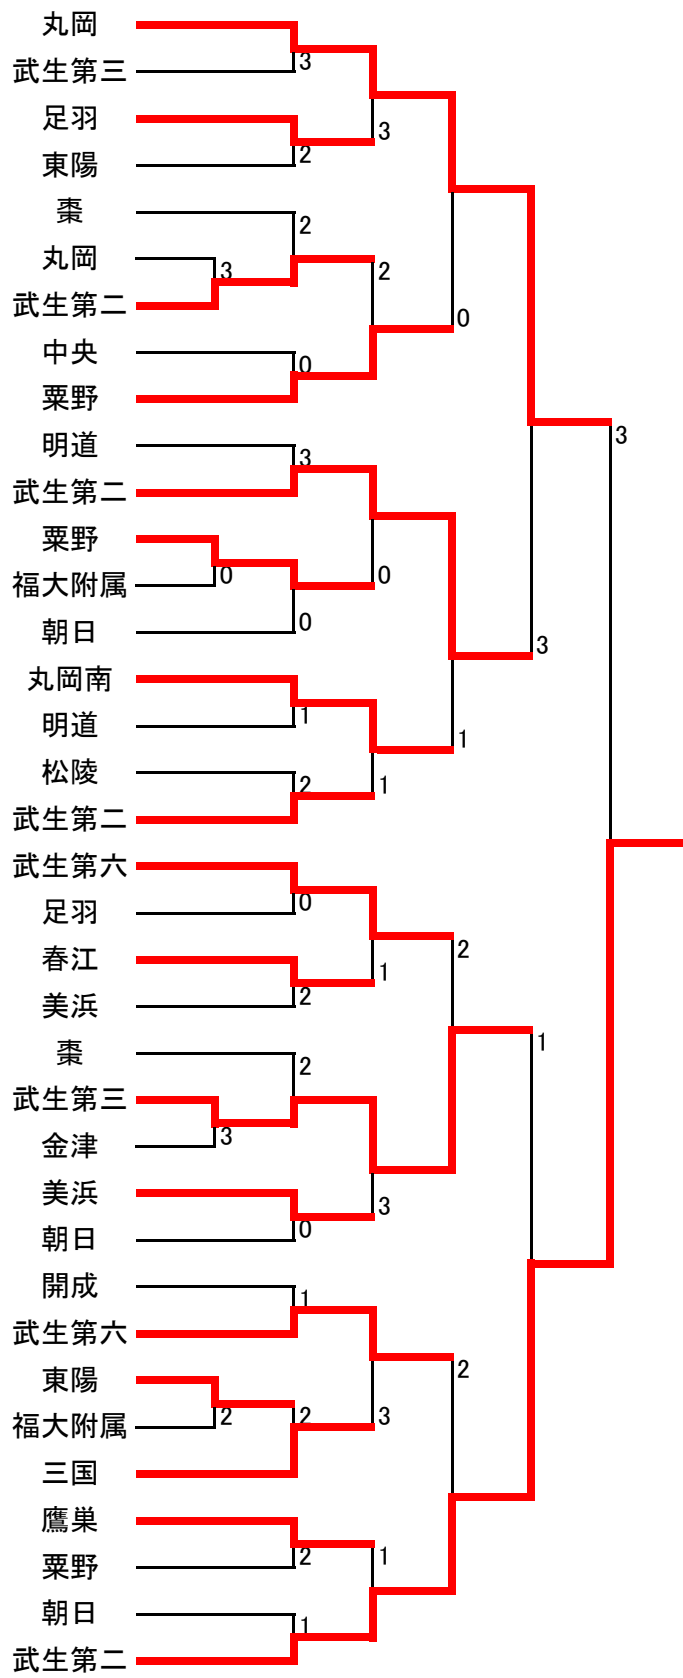 丸岡
武生第三
3
足羽
3
東陽
2
棗
2
丸岡
3
2
武生第二
0
中央
0
粟野
明道
3
3
武生第二
粟野
福大附属
0
0
朝日
0
3
丸岡南
明道
1
1
松陵
2
1
武生第二
武生第六
足羽
0
2
春江
1
美浜
2
1
棗
2
武生第三
金津
3
美浜
3
朝日
0
開成
1
武生第六
2
東陽
福大附属
2
2
3
三国
鷹巣
粟野
2
1
朝日
1
武生第二